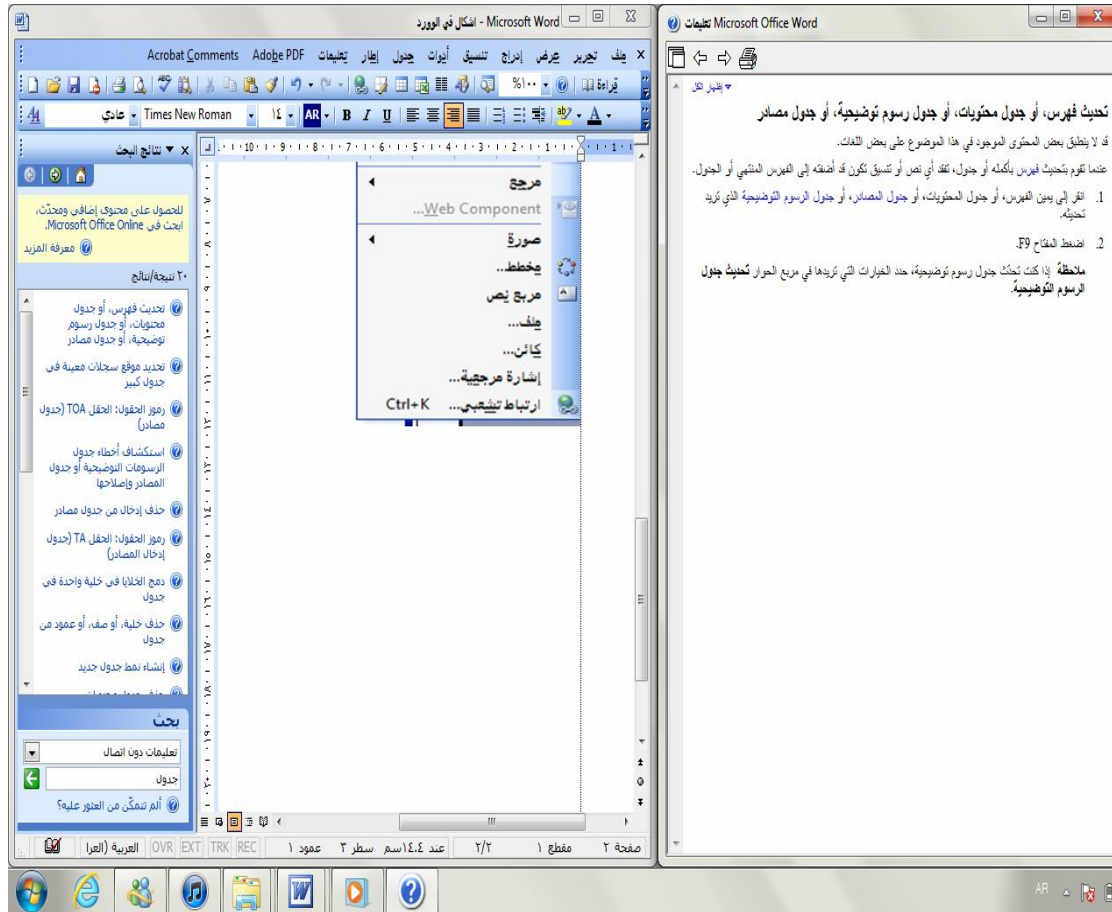 اشكال في الوورد - Microsoft Word
ملف تحرير عرض إدراج تنسيق أدوات جدول إطار تعليمات Adobe PDF Acrobat Comments
قراءة ١٠٠%
عادي Times New Roman ١٤ AR B I U
نتائج البحث
للحصول على محتوى إضافي ومحدّث،
ابحث في Microsoft Office Online.
معرفة المزيد
٢٠ نتيجة/نتائج
تحديث فهرس، أو جدول
محتويات، أو جدول رسوم
توضيحية، أو جدول مصادر
تحديد موقع سجلات معينة في
جدول كبير
رموز الحقول: الحقل TOA (جدول
مصادر)
استكشاف أخطاء جدول
الرسومات التوضيحية أو جدول
المصادر وإصلاحها
حذف إدخال من جدول مصادر
رموز الحقول: الحقل TA (جدول
إدخال المصادر)
دمج الخلايا في خلية واحدة في
جدول
حذف خلية، أو صف، أو عمود من
جدول
إنشاء نمط جدول جديد
بحث
تعليمات دون اتصال
جدول
ألم تتمكّن من العثور عليه؟
مرجع
Web Component...
صورة
مخطط...
مربع نص
ملف...
كائن...
إشارة مرجعية...
ارتباط تشعبي... Ctrl+K
صفحة ٢ مقطع ١ ٢/٢ عند ١٤.٤سم سطر ٣ عمود ١ REC TRK EXT OVR العربية (العرا
تعليمات Microsoft Office Word
إظهار الكل
تحديث فهرس، أو جدول محتويات، أو جدول رسوم توضيحية، أو جدول مصادر
قد لا ينطبق بعض المحتوى الموجود في هذا الموضوع على بعض اللغات.
عندما تقوم بتحديث فهرس بأكمله أو جدول، تفقد أي نص أو تنسيق تكون قد أضفته إلى الفهرس المنتهي أو الجدول.
1. انقر إلى يمين الفهرس، أو جدول المحتويات، أو جدول المصادر، أو جدول الرسوم التوضيحية الذي تريد
تحديثه.
2. اضغط المفتاح F9.
ملاحظة إذا كنت تحدّث جدول رسوم توضيحية، حدد الخيارات التي تريدها في مربع الحوار تحديث جدول
الرسوم التّوضيحية.
AR